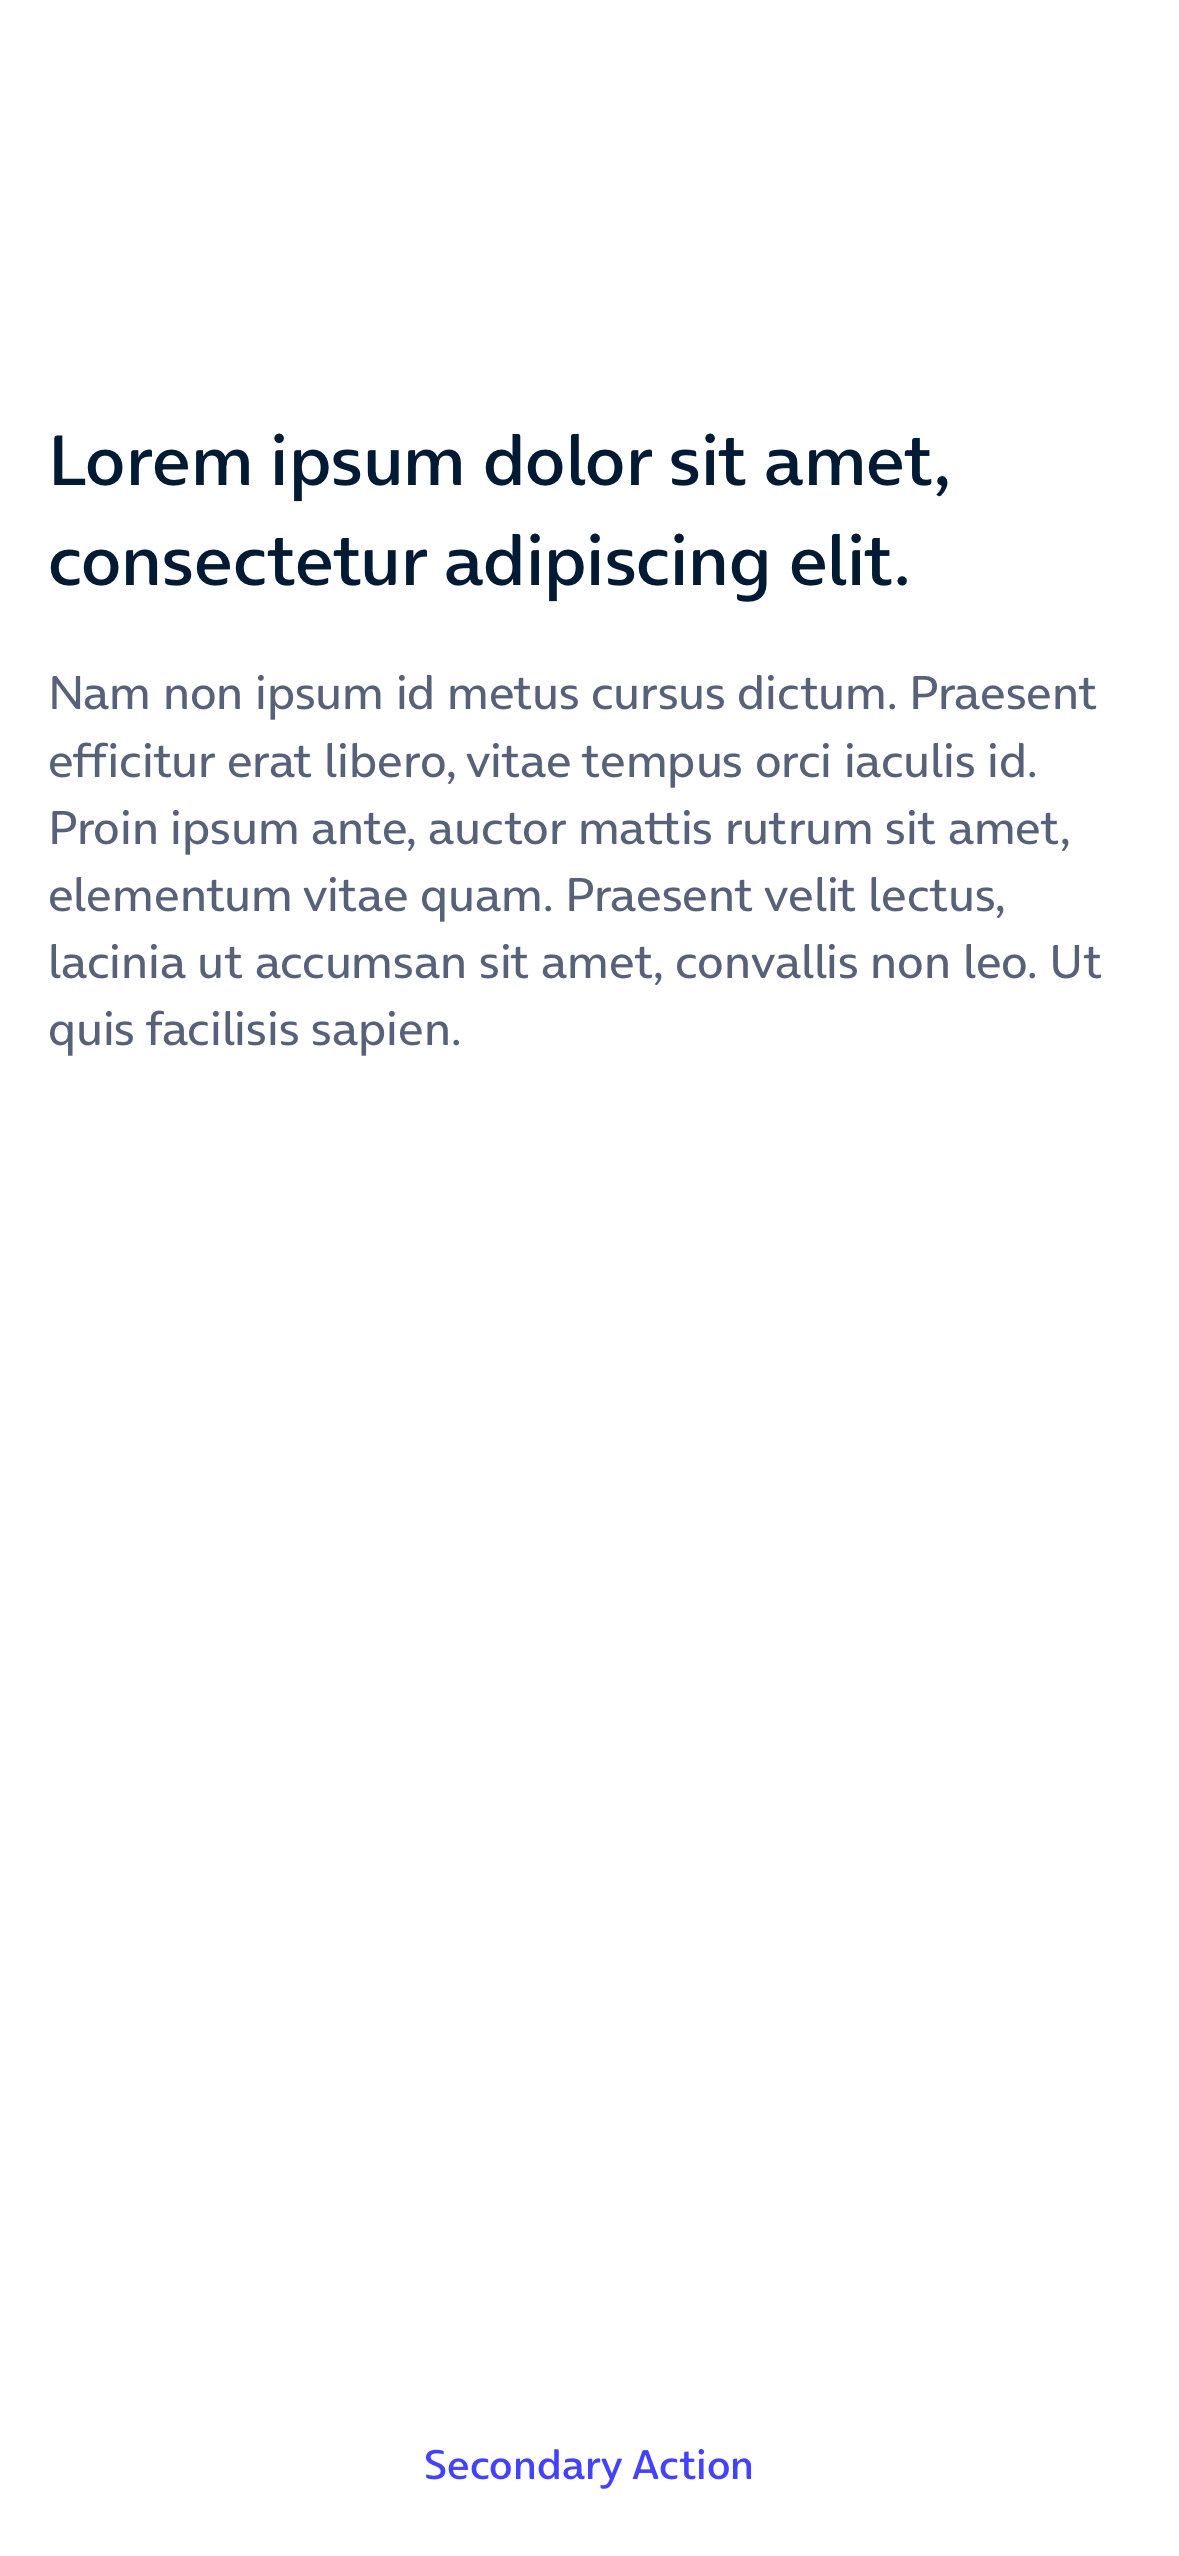 Lorem ipsum dolor sit amet,
consectetur adipiscing elit.
Nam non ipsum id metus cursus dictum. Praesent
efficitur erat libero, vitae tempus orci iaculis id.
Proin ipsum ante, auctor mattis rutrum sit amet,
elementum vitae quam. Praesent velit lectus,
lacinia ut accumsan sit amet, convallis non leo. Ut
quis facilisis sapien.
Secondary Action